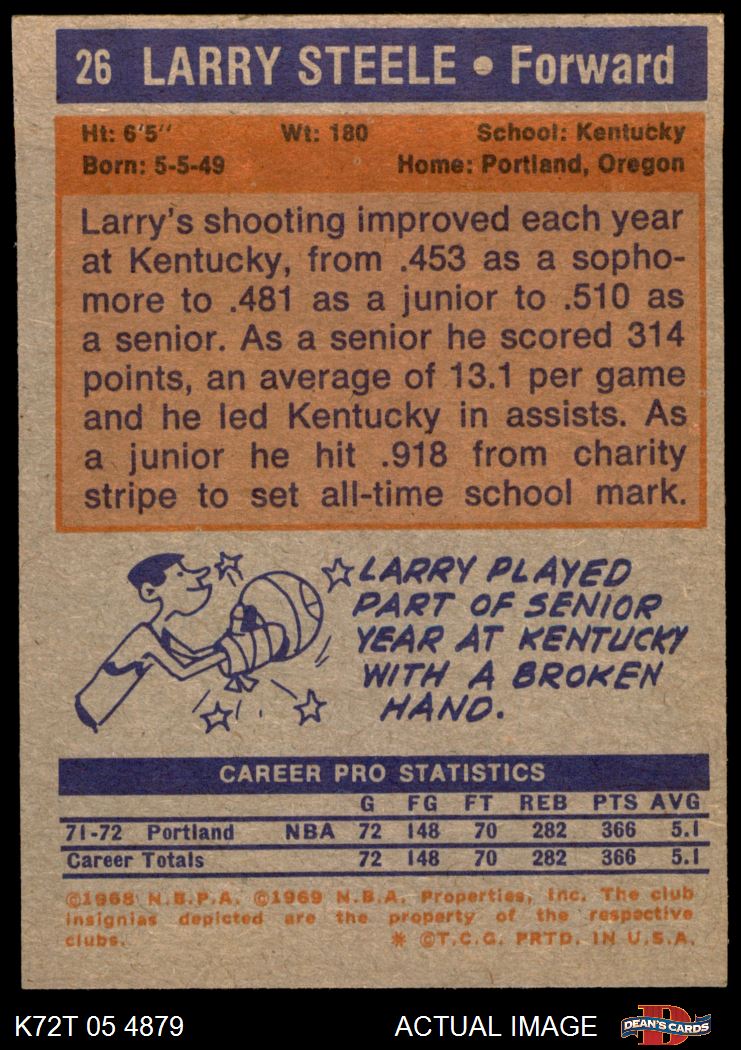 26 LARRY STEELE • Forward
Ht: 6'5" Wt: 180 School: Kentucky
Born: 5-5-49 Home: Portland, Oregon
Larry's shooting improved each year
at Kentucky, from .453 as a sopho-
more to .481 as a junior to .510 as
a senior. As a senior he scored 314
points, an average of 13.1 per game
and he led Kentucky in assists. As
a junior he hit .918 from charity
stripe to set all-time school mark.
LARRY PLAYED
PART OF SENIOR
YEAR AT KENTUCKY
WITH A BROKEN
HAND.
CAREER PRO STATISTICS
G FG FT REB PTS AVG
71-72 Portland NBA 72 148 70 282 366 5.1
Career Totals 72 148 70 282 366 5.1
©1968 N.B.P.A. ©1969 N.B.A. Properties, Inc. The club
insignias depicted are the property of the respective
clubs. * ©T.C.G. PRTD. IN U.S.A.
K72T 05 4879 ACTUAL IMAGE D DEAN'S CARDS